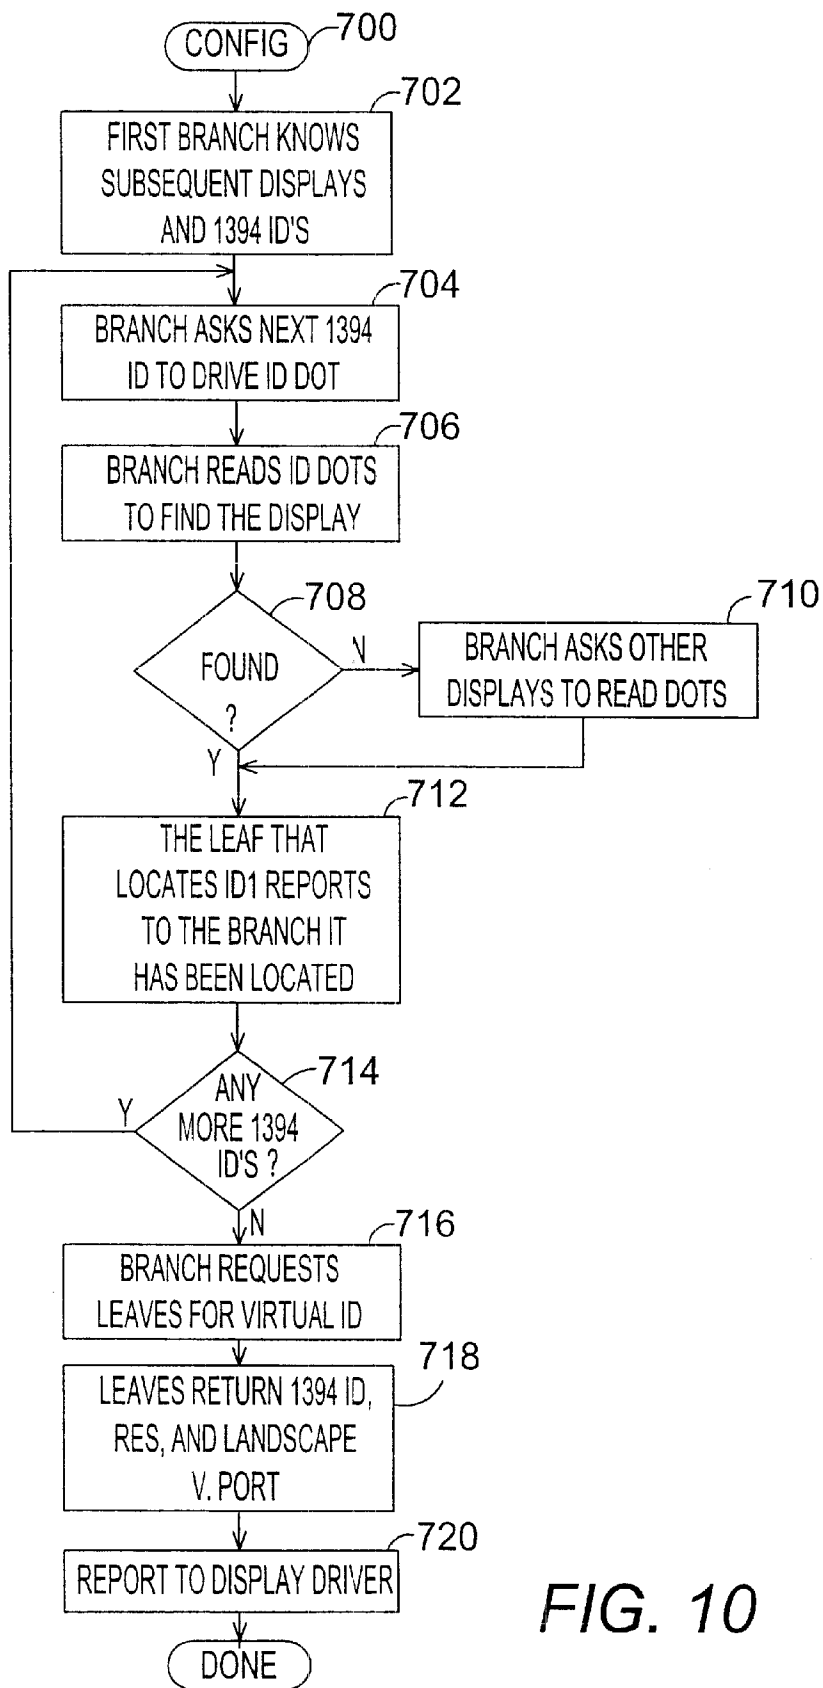 CONFIG
700
702
FIRST BRANCH KNOWS
SUBSEQUENT DISPLAYS
AND 1394 ID'S
704
BRANCH ASKS NEXT 1394
ID TO DRIVE ID DOT
706
BRANCH READS ID DOTS
TO FIND THE DISPLAY
708
FOUND
?
N
710
BRANCH ASKS OTHER
DISPLAYS TO READ DOTS
Y
712
THE LEAF THAT
LOCATES ID1 REPORTS
TO THE BRANCH IT
HAS BEEN LOCATED
714
ANY
MORE 1394
ID'S ?
Y
N
716
BRANCH REQUESTS
LEAVES FOR VIRTUAL ID
718
LEAVES RETURN 1394 ID,
RES, AND LANDSCAPE
V. PORT
720
REPORT TO DISPLAY DRIVER
DONE
FIG. 10